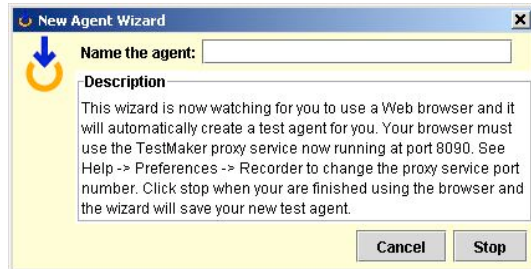 New Agent Wizard
Name the agent:
Description
This wizard is now watching for you to use a Web browser and it
will automatically create a test agent for you. Your browser must
use the TestMaker proxy service now running at port 8090. See
Help -> Preferences -> Recorder to change the proxy service port
number. Click stop when your are finished using the browser and
the wizard will save your new test agent.
Cancel Stop